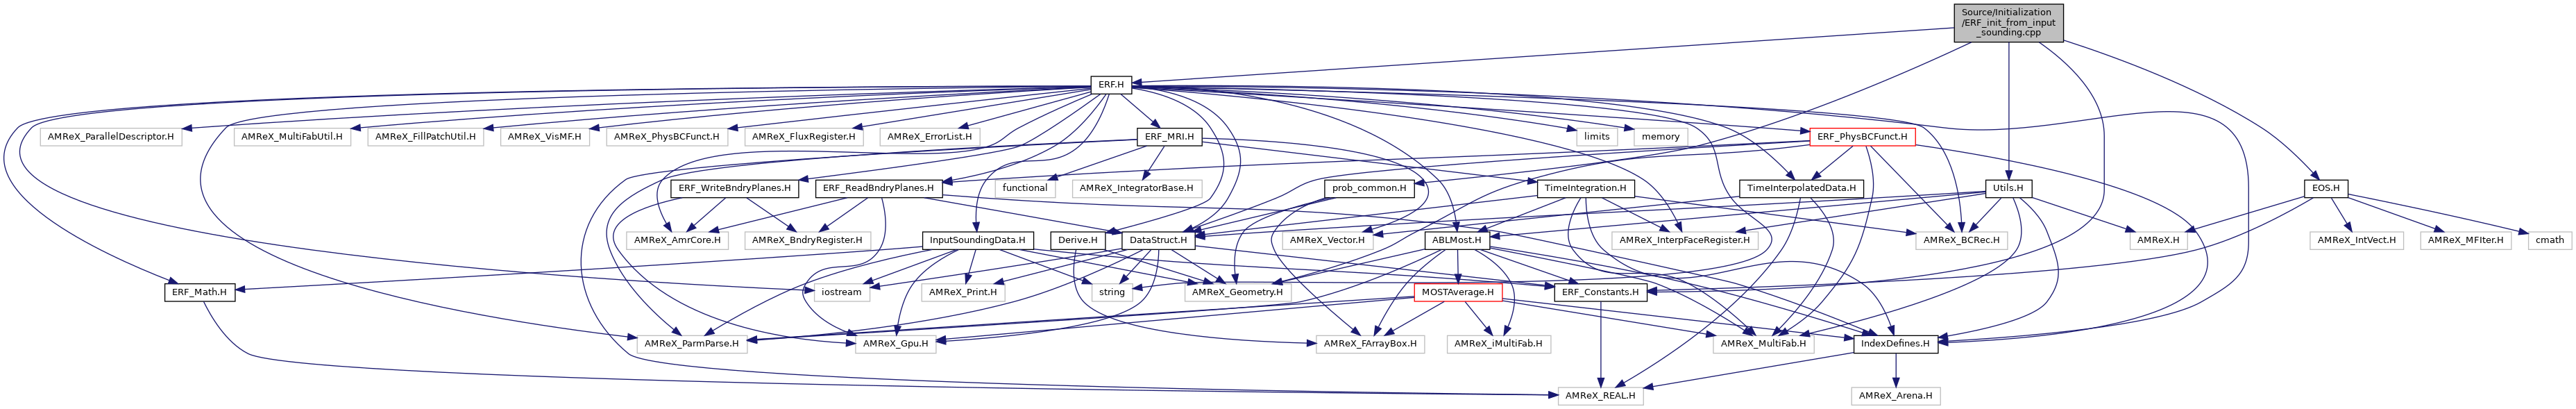 Source/Initialization
/ERF_init_from_input
_sounding.cpp
ERF.H
AMReX_ParallelDescriptor.H
AMReX_MultiFabUtil.H
AMReX_FillPatchUtil.H
AMReX_VisMF.H
AMReX_PhysBCFunct.H
AMReX_FluxRegister.H
AMReX_ErrorList.H
ERF_MRI.H
limits
memory
ERF_PhysBCFunct.H
ERF_WriteBndryPlanes.H
ERF_ReadBndryPlanes.H
functional
AMReX_IntegratorBase.H
prob_common.H
TimeIntegration.H
TimeInterpolatedData.H
Utils.H
EOS.H
AMReX_AmrCore.H
AMReX_BndryRegister.H
InputSoundingData.H
Derive.H
DataStruct.H
AMReX_Vector.H
ABLMost.H
AMReX_InterpFaceRegister.H
AMReX_BCRec.H
AMReX.H
AMReX_IntVect.H
AMReX_MFIter.H
cmath
ERF_Math.H
iostream
AMReX_Print.H
string
AMReX_Geometry.H
MOSTAverage.H
ERF_Constants.H
AMReX_ParmParse.H
AMReX_Gpu.H
AMReX_FArrayBox.H
AMReX_iMultiFab.H
AMReX_MultiFab.H
IndexDefines.H
AMReX_REAL.H
AMReX_Arena.H